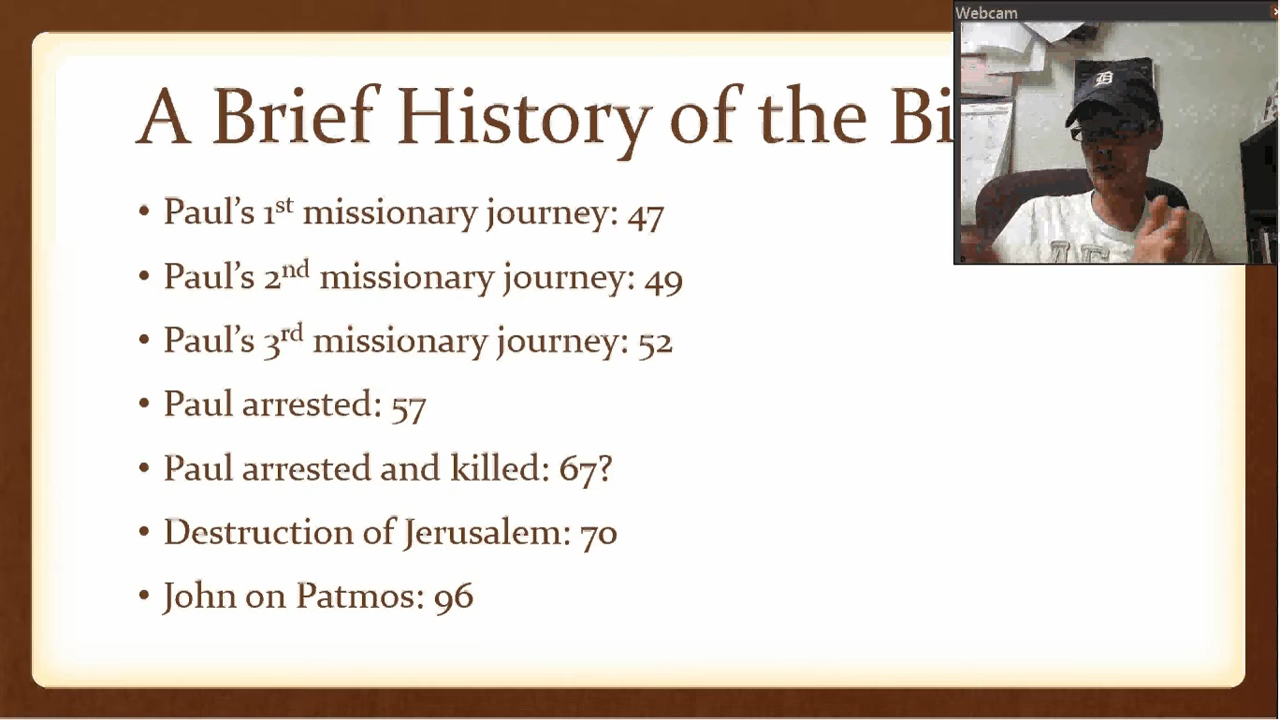 A Brief History of the Bi
Webcam
• Paul's 1st missionary journey: 47
• Paul's 2nd missionary journey: 49
• Paul's 3rd missionary journey: 52
• Paul arrested: 57
• Paul arrested and killed: 67?
• Destruction of Jerusalem: 70
• John on Patmos: 96